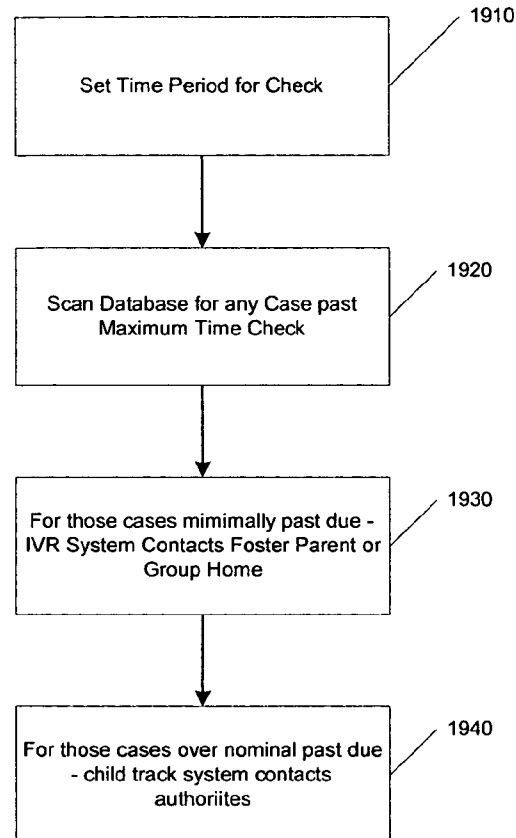 1910
Set Time Period for Check
1920
Scan Database for any Case past
Maximum Time Check
1930
For those cases mimimally past due -
IVR System Contacts Foster Parent or
Group Home
1940
For those cases over nominal past due
- child track system contacts
authoriites